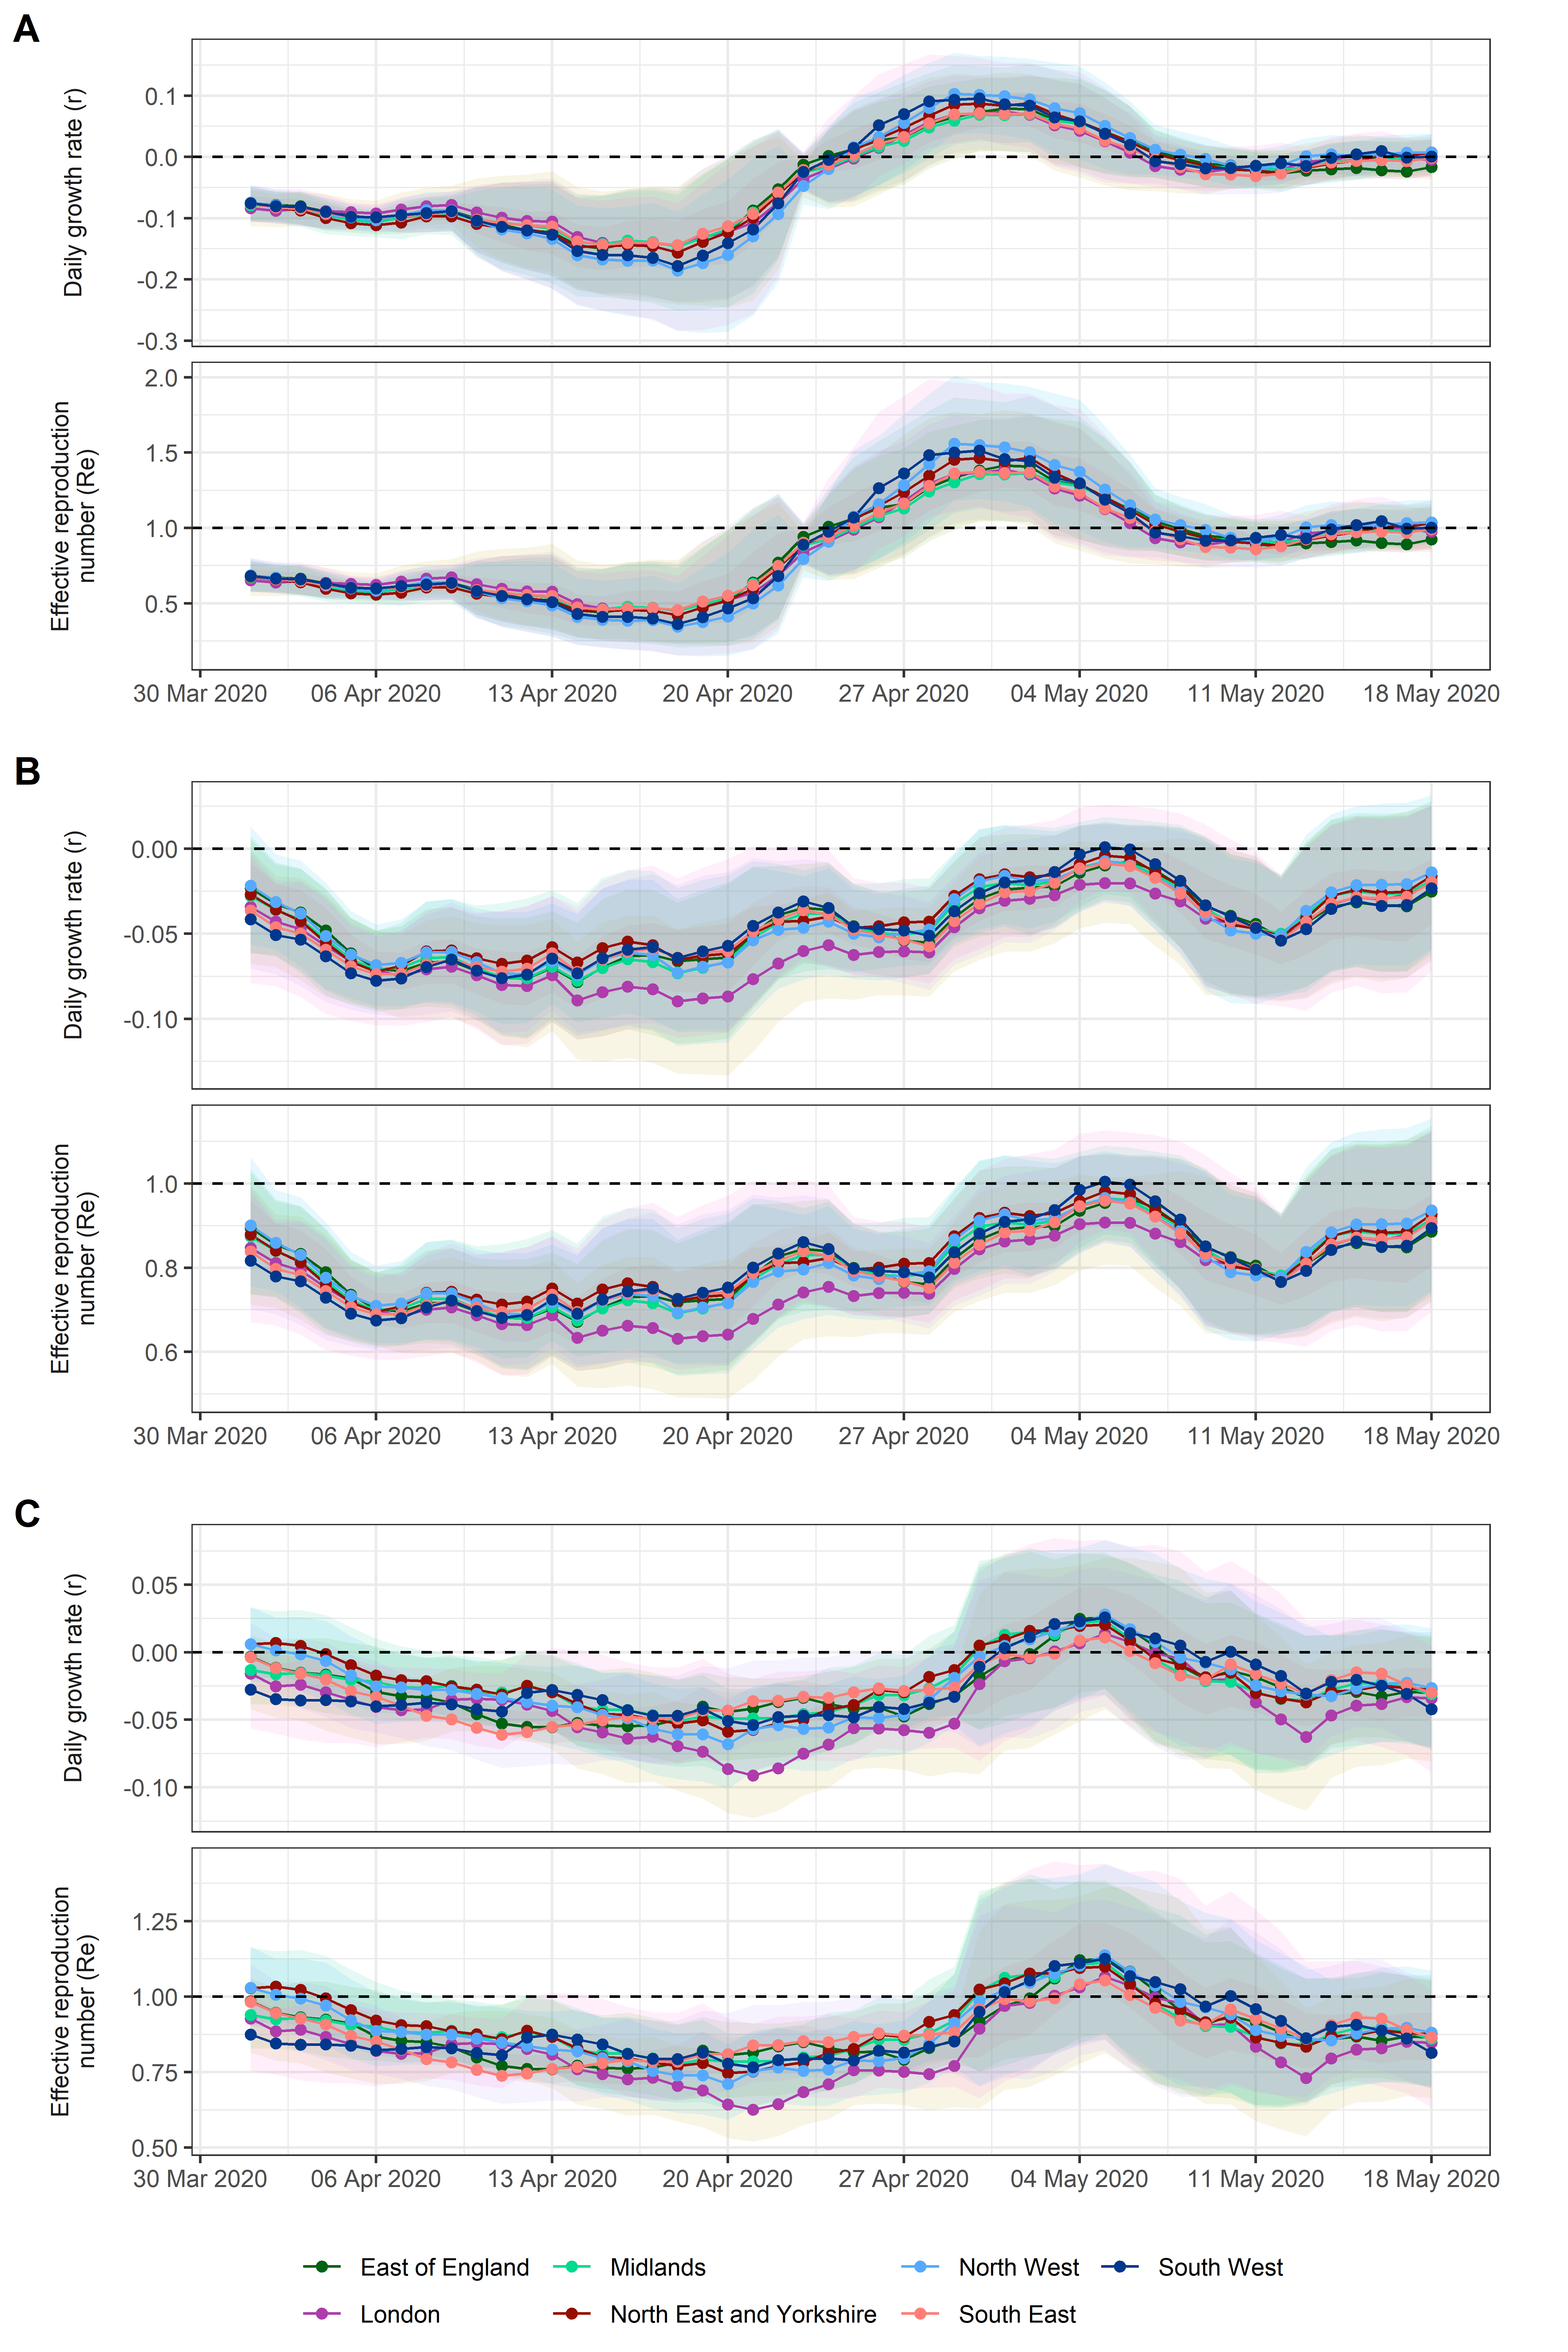 A
Daily growth rate (r)
0.1
0.0
-0.1
-0.2
-0.3
Effective reproduction
number (Re)
2.0
1.5
1.0
0.5
30 Mar 2020 06 Apr 2020 13 Apr 2020 20 Apr 2020 27 Apr 2020 04 May 2020 11 May 2020 18 May 2020
B
Daily growth rate (r)
0.00
-0.05
-0.10
Effective reproduction
number (Re)
1.0
0.8
0.6
30 Mar 2020 06 Apr 2020 13 Apr 2020 20 Apr 2020 27 Apr 2020 04 May 2020 11 May 2020 18 May 2020
C
Daily growth rate (r)
0.05
0.00
-0.05
-0.10
Effective reproduction
number (Re)
1.25
1.00
0.75
0.50
30 Mar 2020 06 Apr 2020 13 Apr 2020 20 Apr 2020 27 Apr 2020 04 May 2020 11 May 2020 18 May 2020
East of England Midlands North West South West
London North East and Yorkshire South East